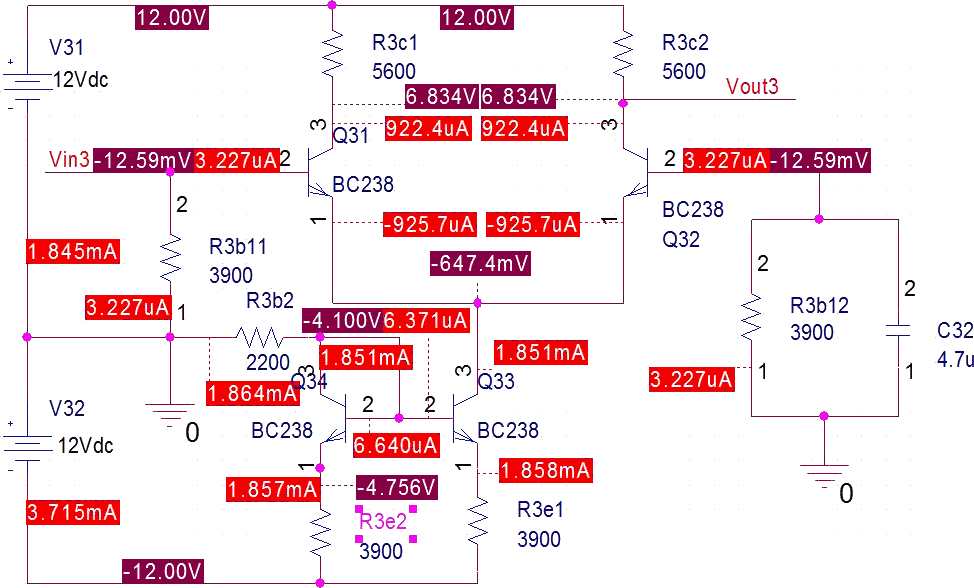 12.00V 12.00V
V31
+
12Vdc
-
R3c1
5600
R3c2
5600
6.834V 6.834V
Vout3
922.4uA 922.4uA
3 3
Q31
Vin3 -12.59mV 3.227uA 2
2 3.227uA -12.59mV
BC238
BC238
Q32
2
1 1
-925.7uA -925.7uA
1.845mA
R3b11
3900
-647.4mV
2
2
R3b12
3900
C32
4.7u
3.227uA 1
R3b2
2200
-4.100V 6.371uA
1.851mA
1.851mA
3 3
Q34
Q33
3.227uA 1
1
1.864mA
0
V32
+
12Vdc
-
2 2
BC238
BC238
6.640uA
1 1
1.858mA
1.857mA
-4.756V
0
3.715mA
R3e2
3900
R3e1
3900
-12.00V